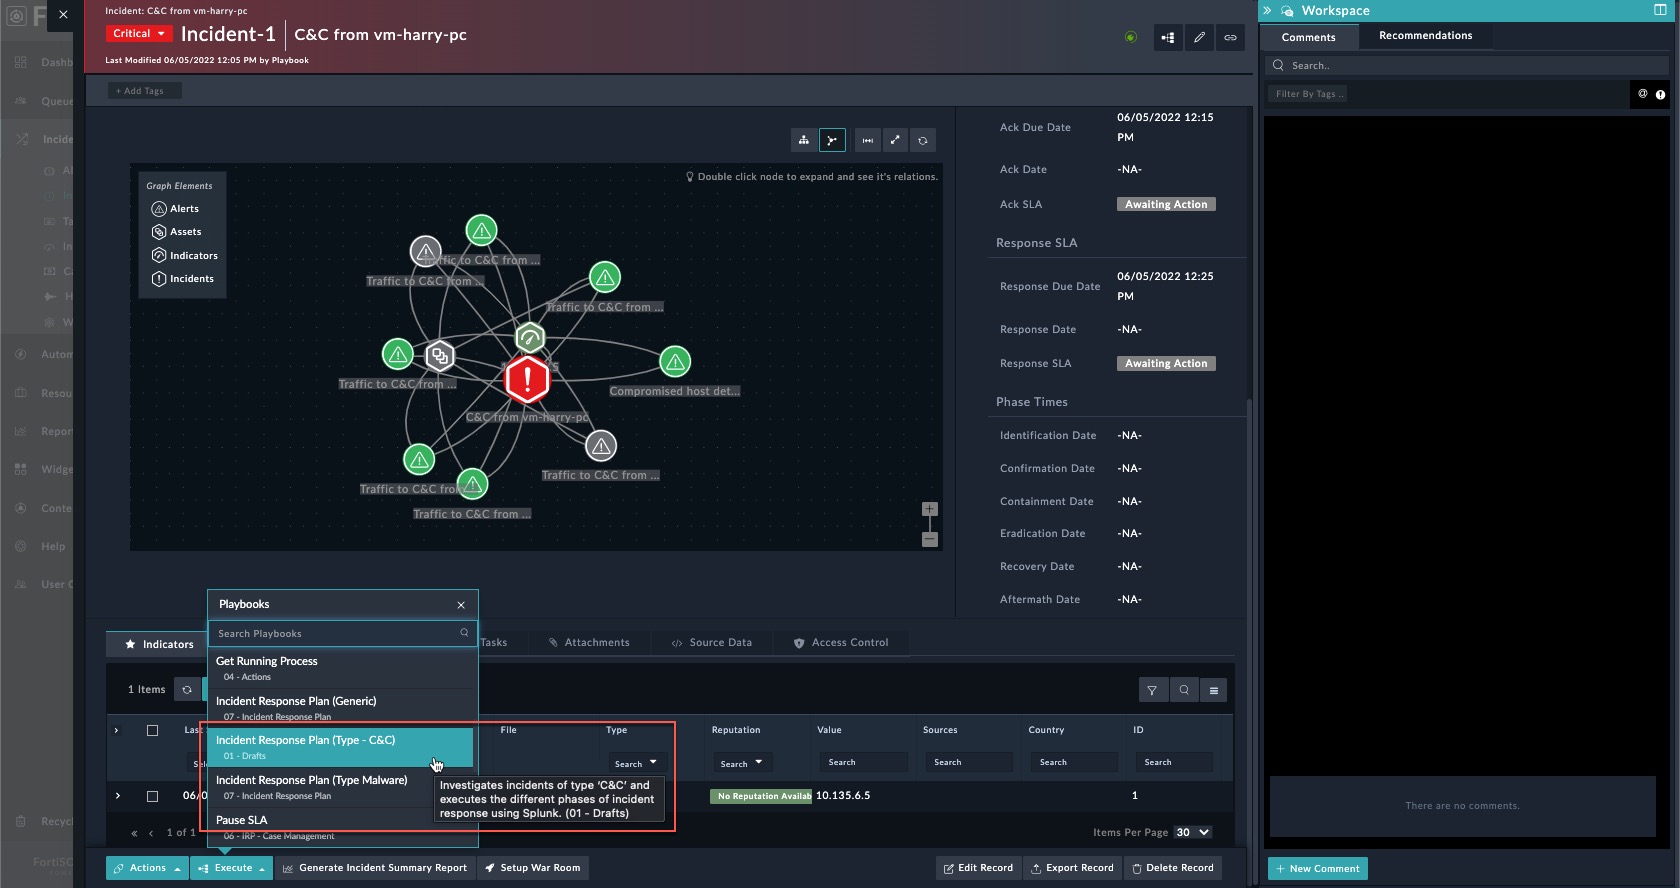 Incident: C&C from vm-harry-pc
Critical
Incident-1
C&C from vm-harry-pc
Last Modified 06/05/2022 12:05 PM by Playbook
+ Add Tags
Dashb
Queue
Incide
Ta
In
Ca
H
W
Autom
Resou
Report
Widge
Conte
Help
User C
Recyc
FortiSO
Graph Elements
Alerts
Assets
Indicators
Incidents
Double click node to expand and see it's relations.
Traffic to C&C from ...
Traffic to C&C from ...
Traffic to C&C from ...
Traffic to C&C from ...
Compromised host det...
C&C from vm-harry-pc
Traffic to C&C from ...
Traffic to C&C from
Traffic to C&C from ...
Ack Due Date
06/05/2022 12:15
PM
Ack Date
-NA-
Ack SLA
Awaiting Action
Response SLA
Response Due Date
06/05/2022 12:25
PM
Response Date
-NA-
Response SLA
Awaiting Action
Phase Times
Identification Date
-NA-
Confirmation Date
-NA-
Containment Date
-NA-
Eradication Date
-NA-
Recovery Date
-NA-
Aftermath Date
-NA-
Playbooks
Search Playbooks
Get Running Process
04 - Actions
Incident Response Plan (Generic)
07 - Incident Response Plan
Incident Response Plan (Type - C&C)
01 - Drafts
Incident Response Plan (Type Malware)
07 - Incident Response Plan
Pause SLA
06 - IRP - Case Management
Investigates incidents of type 'C&C' and
executes the different phases of incident
response using Splunk. (01 - Drafts)
Indicators
Tasks
Attachments
Source Data
Access Control
1 Items
Last
File
Type
Reputation
Value
Sources
Country
ID
Sel
Search
Search
Search
Search
Search
Search
06/0
No Reputation Availab
10.135.6.5
1
« ‹ 1 of 1
Items Per Page 30
Actions
Execute
Generate Incident Summary Report
Setup War Room
Edit Record
Export Record
Delete Record
Workspace
Comments
Recommendations
Search..
Filter By Tags ..
@
There are no comments.
+ New Comment